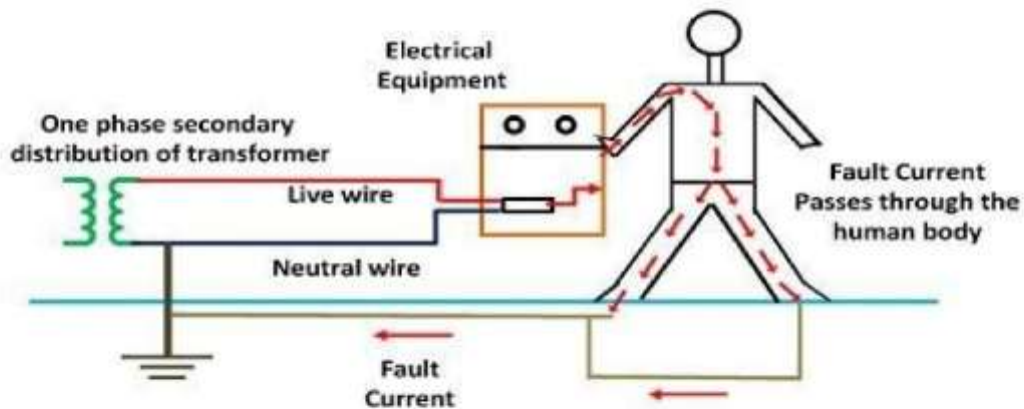 Electrical
Equipment
One phase secondary
distribution of transformer
Live wire
Fault Current
Passes through the
human body
Neutral wire
Fault
Current